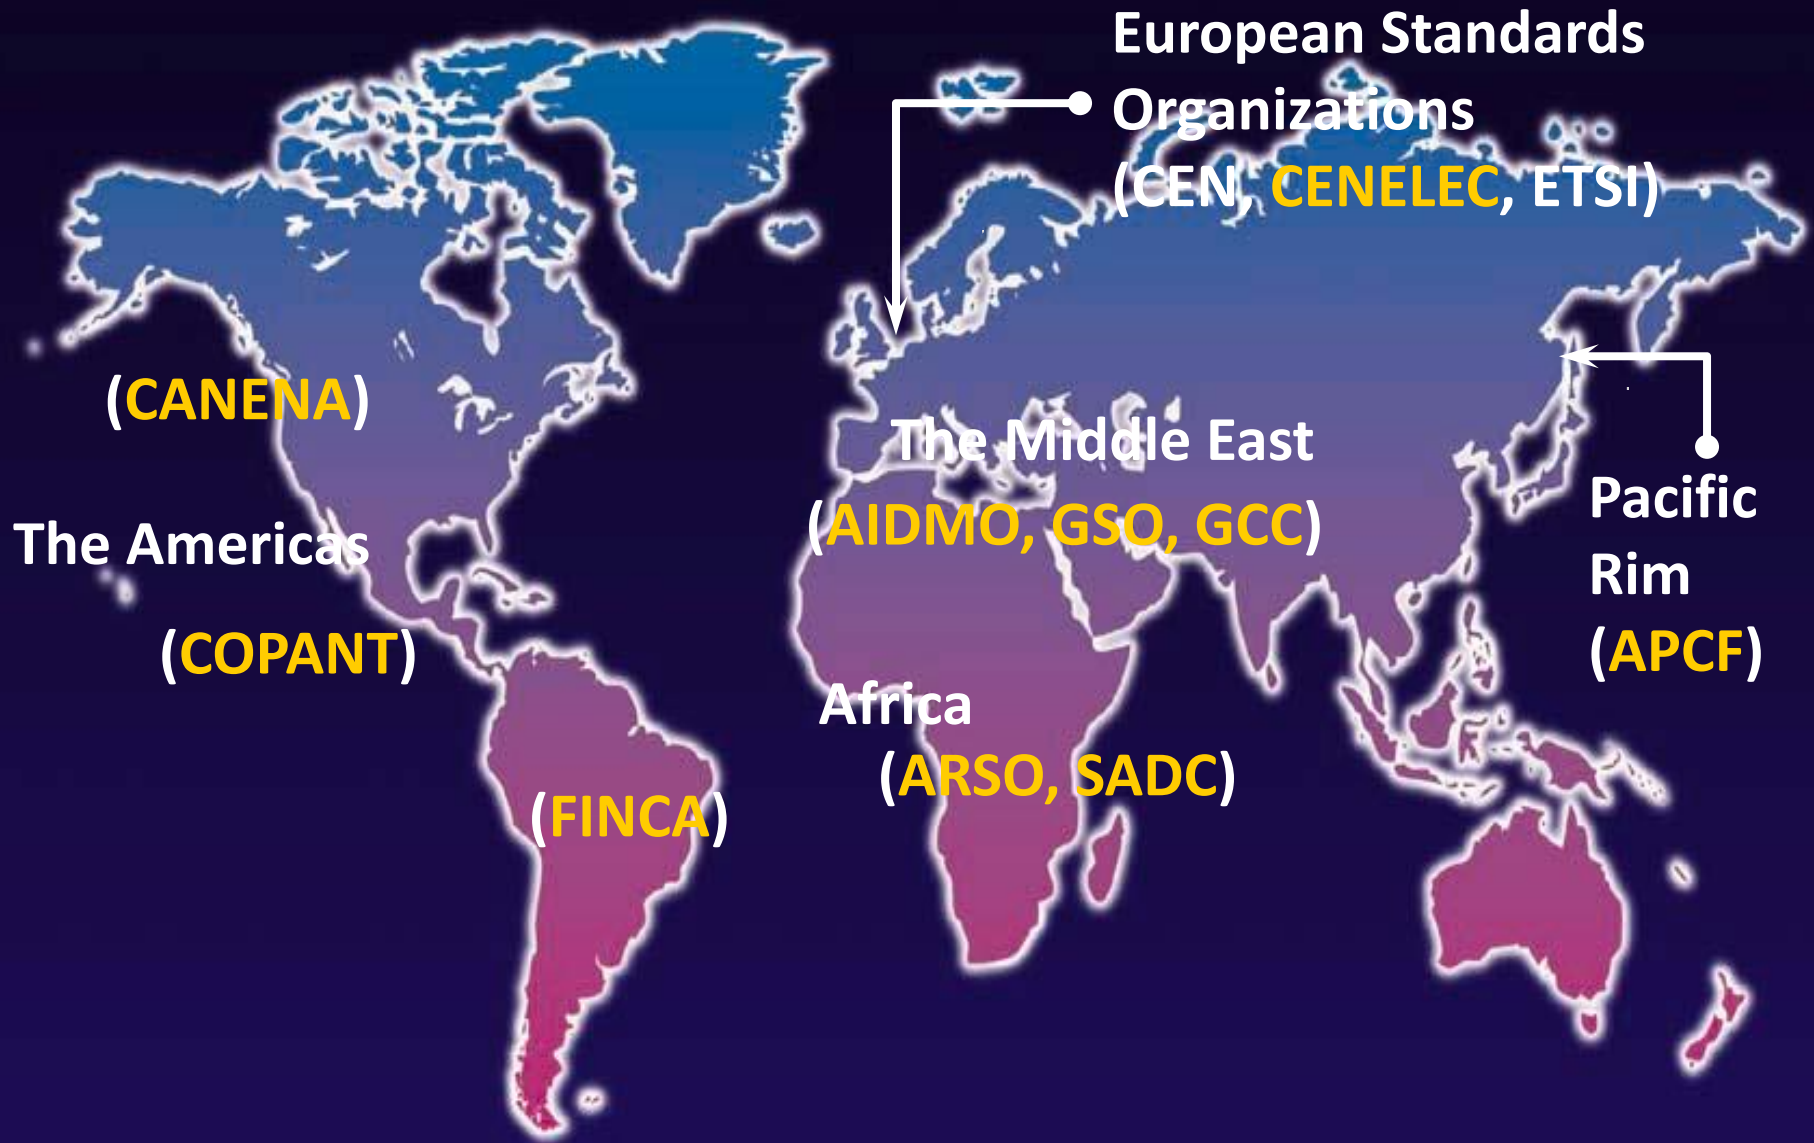 European Standards
Organizations
(CEN, CENELEC, ETSI)
(CANENA)
The Americas
(COPANT)
(FINCA)
The Middle East
(AIDMO, GSO, GCC)
Africa
(ARSO, SADC)
Pacific
Rim
(APCF)